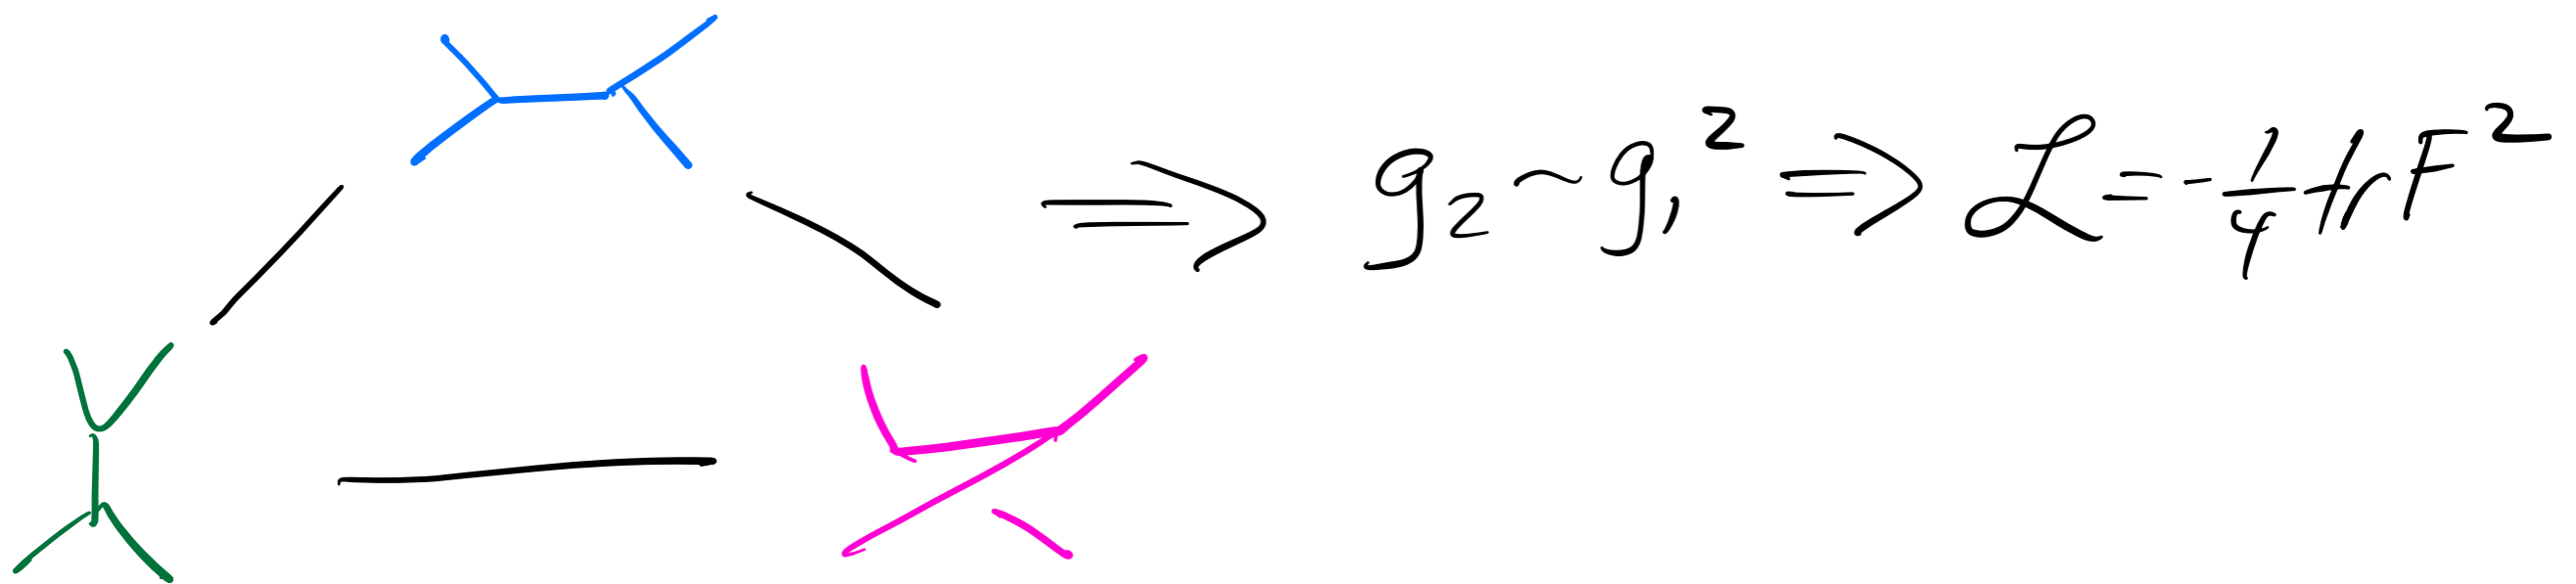 ⇒ g₂ ~ g₁² ⇒ ℒ = -1/4 tr F²